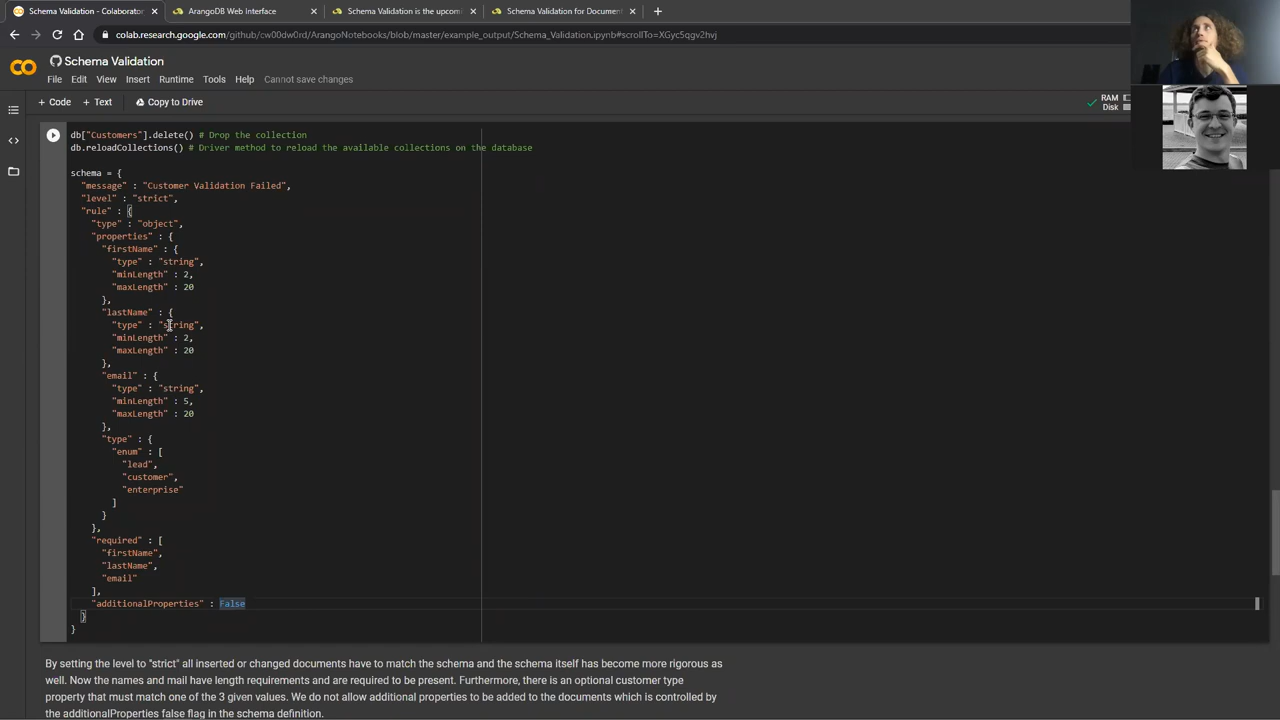 Schema Validation - Colaborator
ArangoDB Web Interface
Schema Validation is the upcom
Schema Validation for Document
colab.research.google.com/github/cw00dw0rd/ArangoNotebooks/blob/master/example_output/Schema_Validation.ipynb#scrollTo=XGyc5qgv2hvj
Schema Validation
File Edit View Insert Runtime Tools Help Cannot save changes
+ Code + Text Copy to Drive
RAM
Disk
db["Customers"].delete() # Drop the collection
db.reloadCollections() # Driver method to reload the available collections on the database
schema = {
"message" : "Customer Validation Failed",
"level" : "strict",
"rule" : {
"type" : "object",
"properties" : {
"firstName" : {
"type" : "string",
"minLength" : 2,
"maxLength" : 20
},
"lastName" : {
"type" : "string",
"minLength" : 2,
"maxLength" : 20
},
"email" : {
"type" : "string",
"minLength" : 5,
"maxLength" : 20
},
"type" : {
"enum" : [
"lead",
"customer",
"enterprise"
]
}
},
"required" : [
"firstName",
"lastName",
"email"
],
"additionalProperties" : False
}
}
By setting the level to "strict" all inserted or changed documents have to match the schema and the schema itself has become more rigorous as
well. Now the names and mail have length requirements and are required to be present. Furthermore, there is an optional customer type
property that must match one of the 3 given values. We do not allow additional properties to be added to the documents which is controlled by
the additionalProperties false flag in the schema definition.